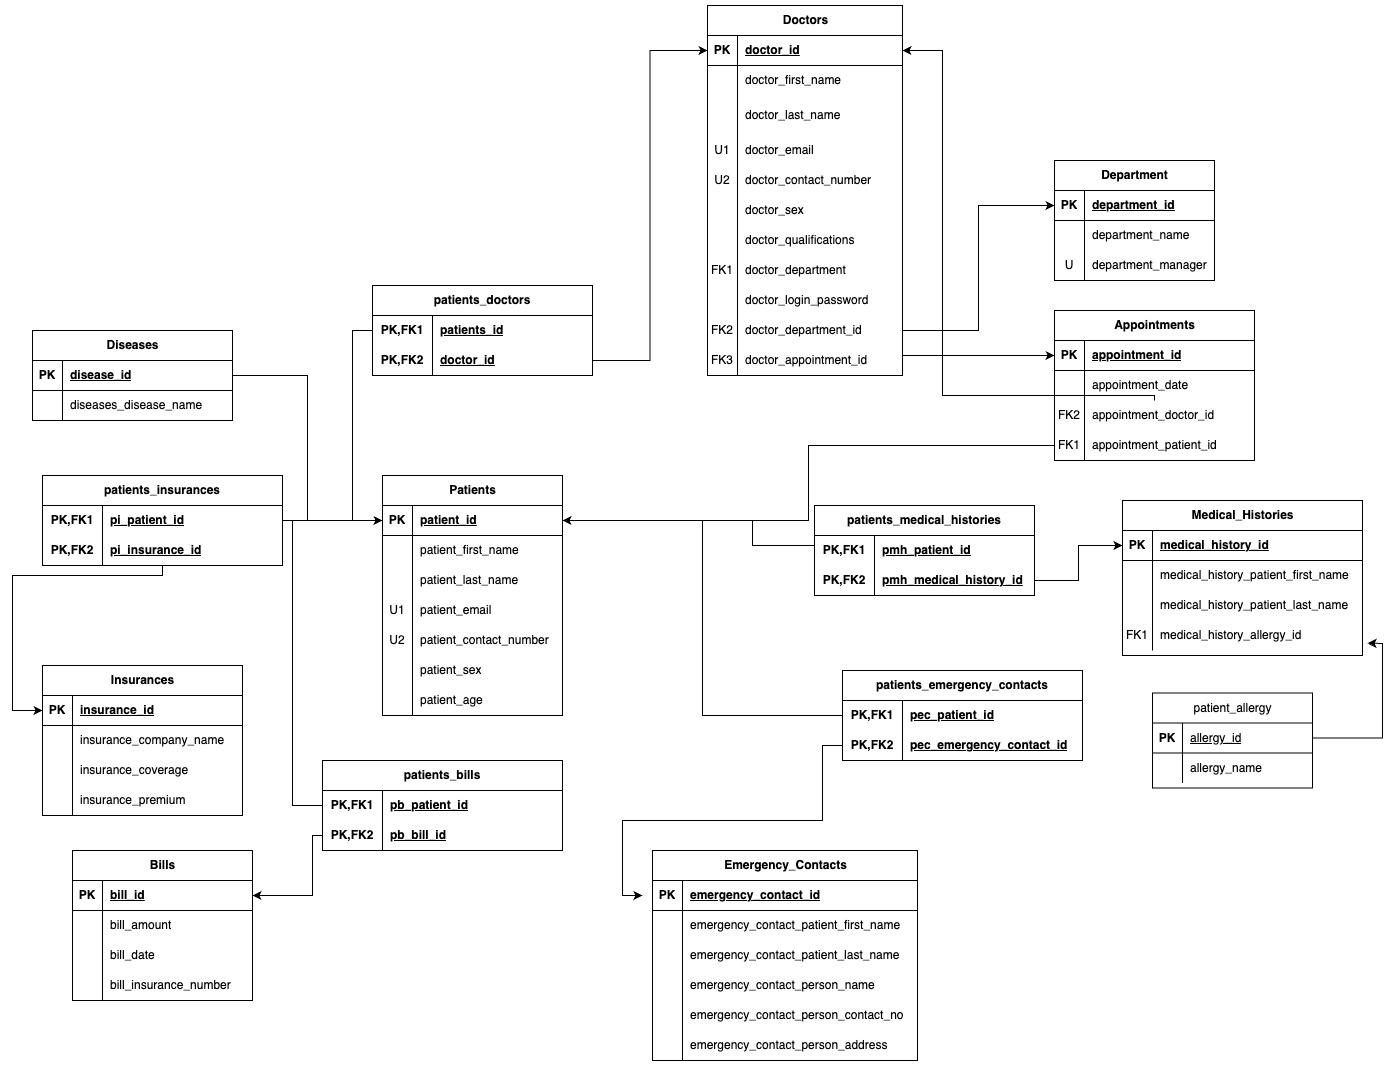 Doctors
PK doctor_id
doctor_first_name
doctor_last_name
U1 doctor_email
U2 doctor_contact_number
doctor_sex
doctor_qualifications
FK1 doctor_department
doctor_login_password
FK2 doctor_department_id
FK3 doctor_appointment_id
Department
PK department_id
department_name
U department_manager
patients_doctors
PK,FK1 patients_id
PK,FK2 doctor_id
Appointments
PK appointment_id
appointment_date
FK2 appointment_doctor_id
FK1 appointment_patient_id
Diseases
PK disease_id
diseases_disease_name
patients_insurances
PK,FK1 pi_patient_id
PK,FK2 pi_insurance_id
Patients
PK patient_id
patient_first_name
patient_last_name
U1 patient_email
U2 patient_contact_number
patient_sex
patient_age
patients_medical_histories
PK,FK1 pmh_patient_id
PK,FK2 pmh_medical_history_id
Medical_Histories
PK medical_history_id
medical_history_patient_first_name
medical_history_patient_last_name
FK1 medical_history_allergy_id
Insurances
PK insurance_id
insurance_company_name
insurance_coverage
insurance_premium
patients_emergency_contacts
PK,FK1 pec_patient_id
PK,FK2 pec_emergency_contact_id
patient_allergy
PK allergy_id
allergy_name
patients_bills
PK,FK1 pb_patient_id
PK,FK2 pb_bill_id
Bills
PK bill_id
bill_amount
bill_date
bill_insurance_number
Emergency_Contacts
PK emergency_contact_id
emergency_contact_patient_first_name
emergency_contact_patient_last_name
emergency_contact_person_name
emergency_contact_person_contact_no
emergency_contact_person_address